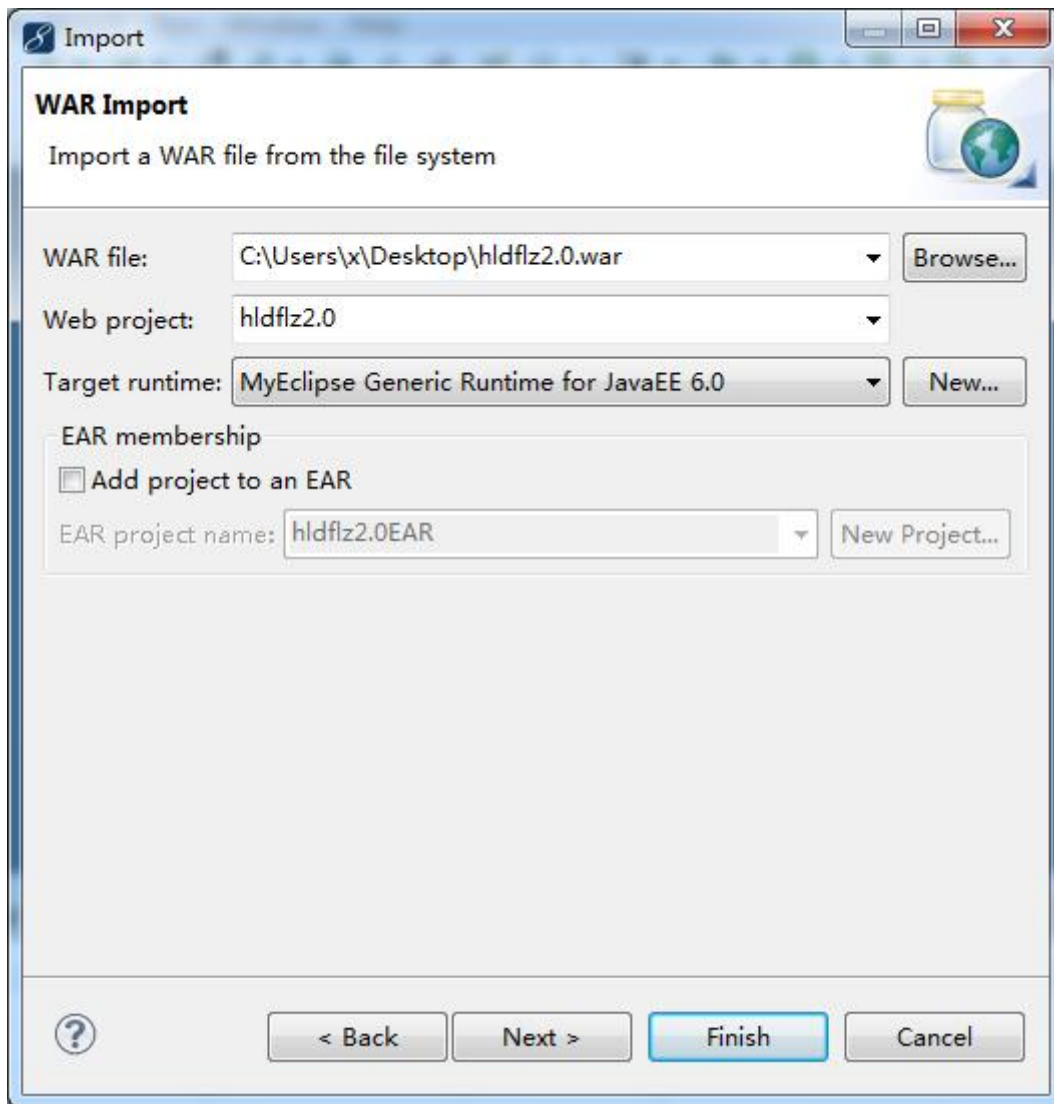 Import
WAR Import
Import a WAR file from the file system
WAR file: C:\Users\x\Desktop\hldflz2.0.war Browse...
Web project: hldflz2.0
Target runtime: MyEclipse Generic Runtime for JavaEE 6.0 New...
EAR membership
Add project to an EAR
EAR project name: hldflz2.0EAR New Project...
? < Back Next > Finish Cancel